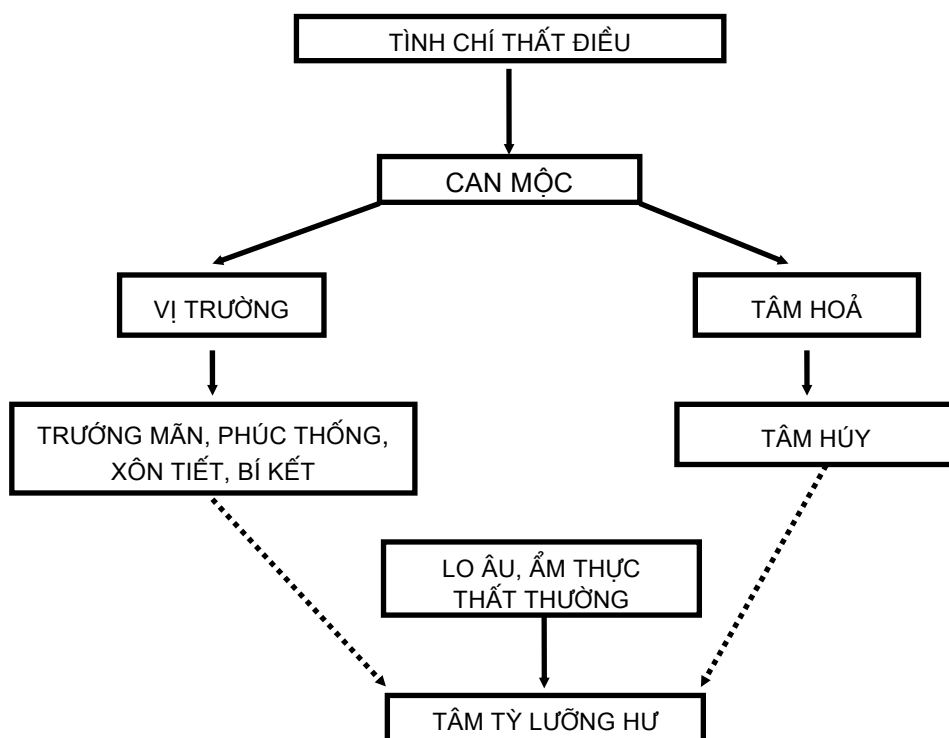 TÌNH CHÍ THẤT ĐIỀU
CAN MỘC
VỊ TRƯỜNG
TÂM HOẢ
TRƯỚNG MÃN, PHÚC THỐNG,
XÔN TIẾT, BÍ KẾT
TÂM HÚY
LO ÂU, ẨM THỰC
THẤT THƯỜNG
TÂM TỲ LƯỠNG HƯ